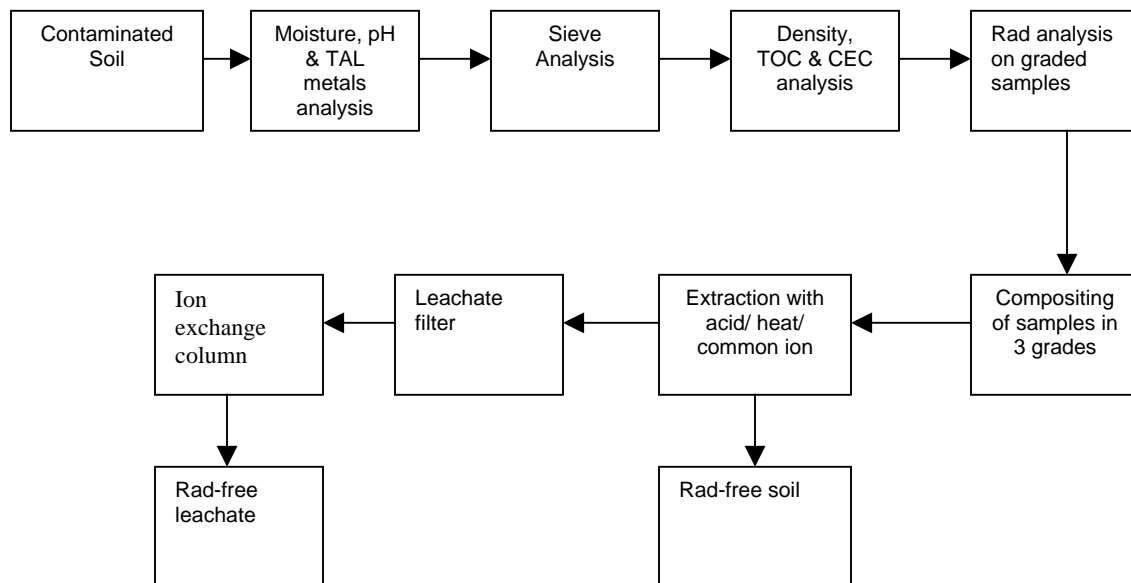 Contaminated
Soil
Moisture, pH
& TAL
metals
analysis
Sieve
Analysis
Density,
TOC & CEC
analysis
Rad analysis
on graded
samples
Compositing
of samples in
3 grades
Extraction with
acid/ heat/
common ion
Leachate
filter
Ion
exchange
column
Rad-free
leachate
Rad-free soil